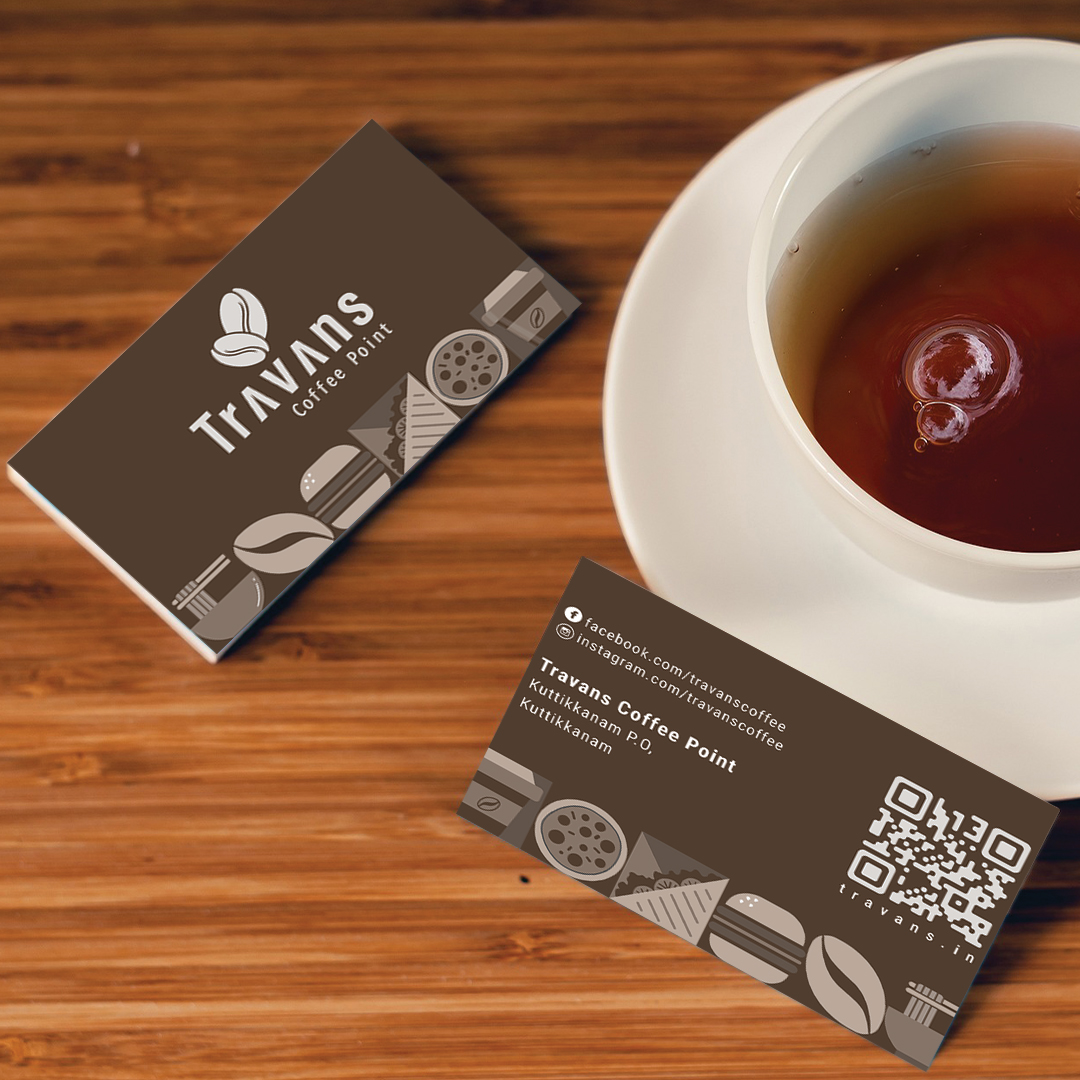 Travans
Coffee Point
facebook.com/travanscoffee
instagram.com/travanscoffee
Travans Coffee Point
Kuttikkanam P.O,
Kuttikkanam
travans.in